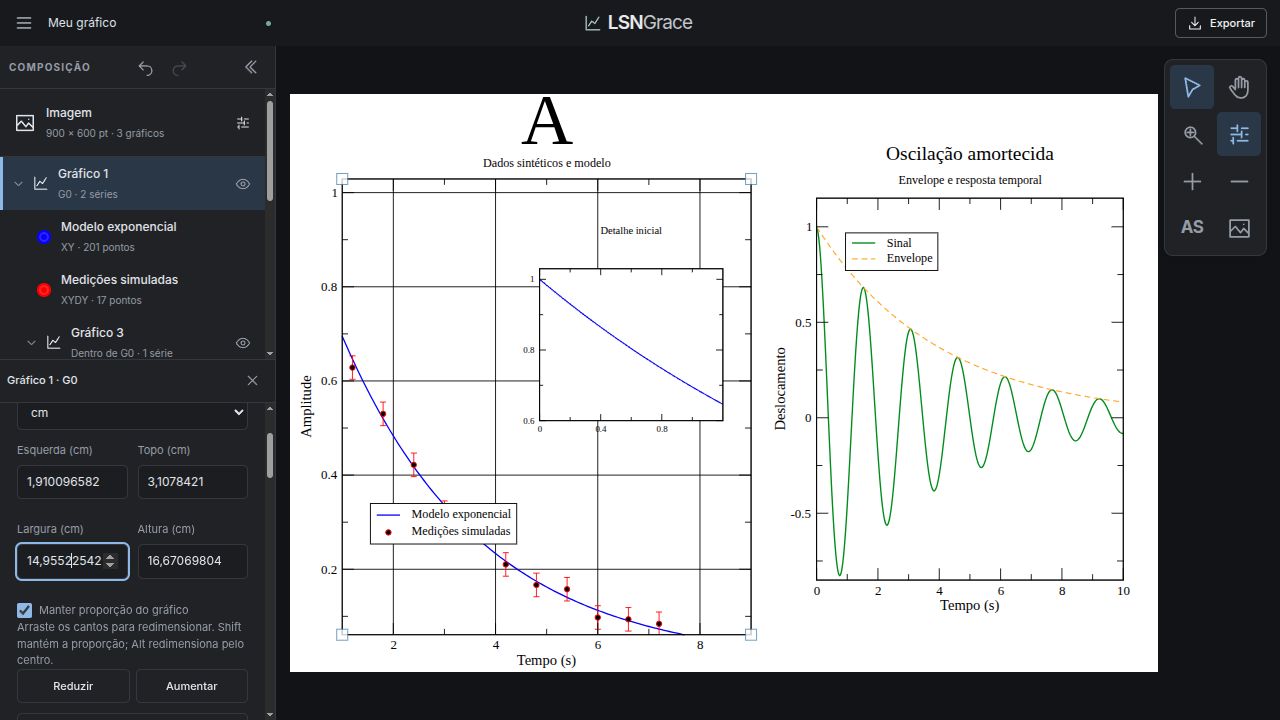 Meu gráfico
LSNGrace
Exportar
COMPOSIÇÃO
Imagem
900 × 600 pt · 3 gráficos
Gráfico 1
G0 · 2 séries
Modelo exponencial
XY · 201 pontos
Medições simuladas
XYDY · 17 pontos
Gráfico 3
Dentro de G0 · 1 série
Gráfico 1 · G0
cm
Esquerda (cm)
Topo (cm)
1,910096582
3,1078421
Largura (cm)
Altura (cm)
14,95522542
16,67069804
Manter proporção do gráfico
Arraste os cantos para redimensionar. Shift
mantém a proporção; Alt redimensiona pelo
centro.
Reduzir
Aumentar
A
Dados sintéticos e modelo
Amplitude
1
0.8
0.6
0.4
0.2
2
4
6
8
Tempo (s)
Detalhe inicial
1
0.8
0.6
0
0.4
0.8
Modelo exponencial
Medições simuladas
Oscilação amortecida
Envelope e resposta temporal
Deslocamento
1
0.5
0
-0.5
0
2
4
6
8
10
Tempo (s)
Sinal
Envelope
AS